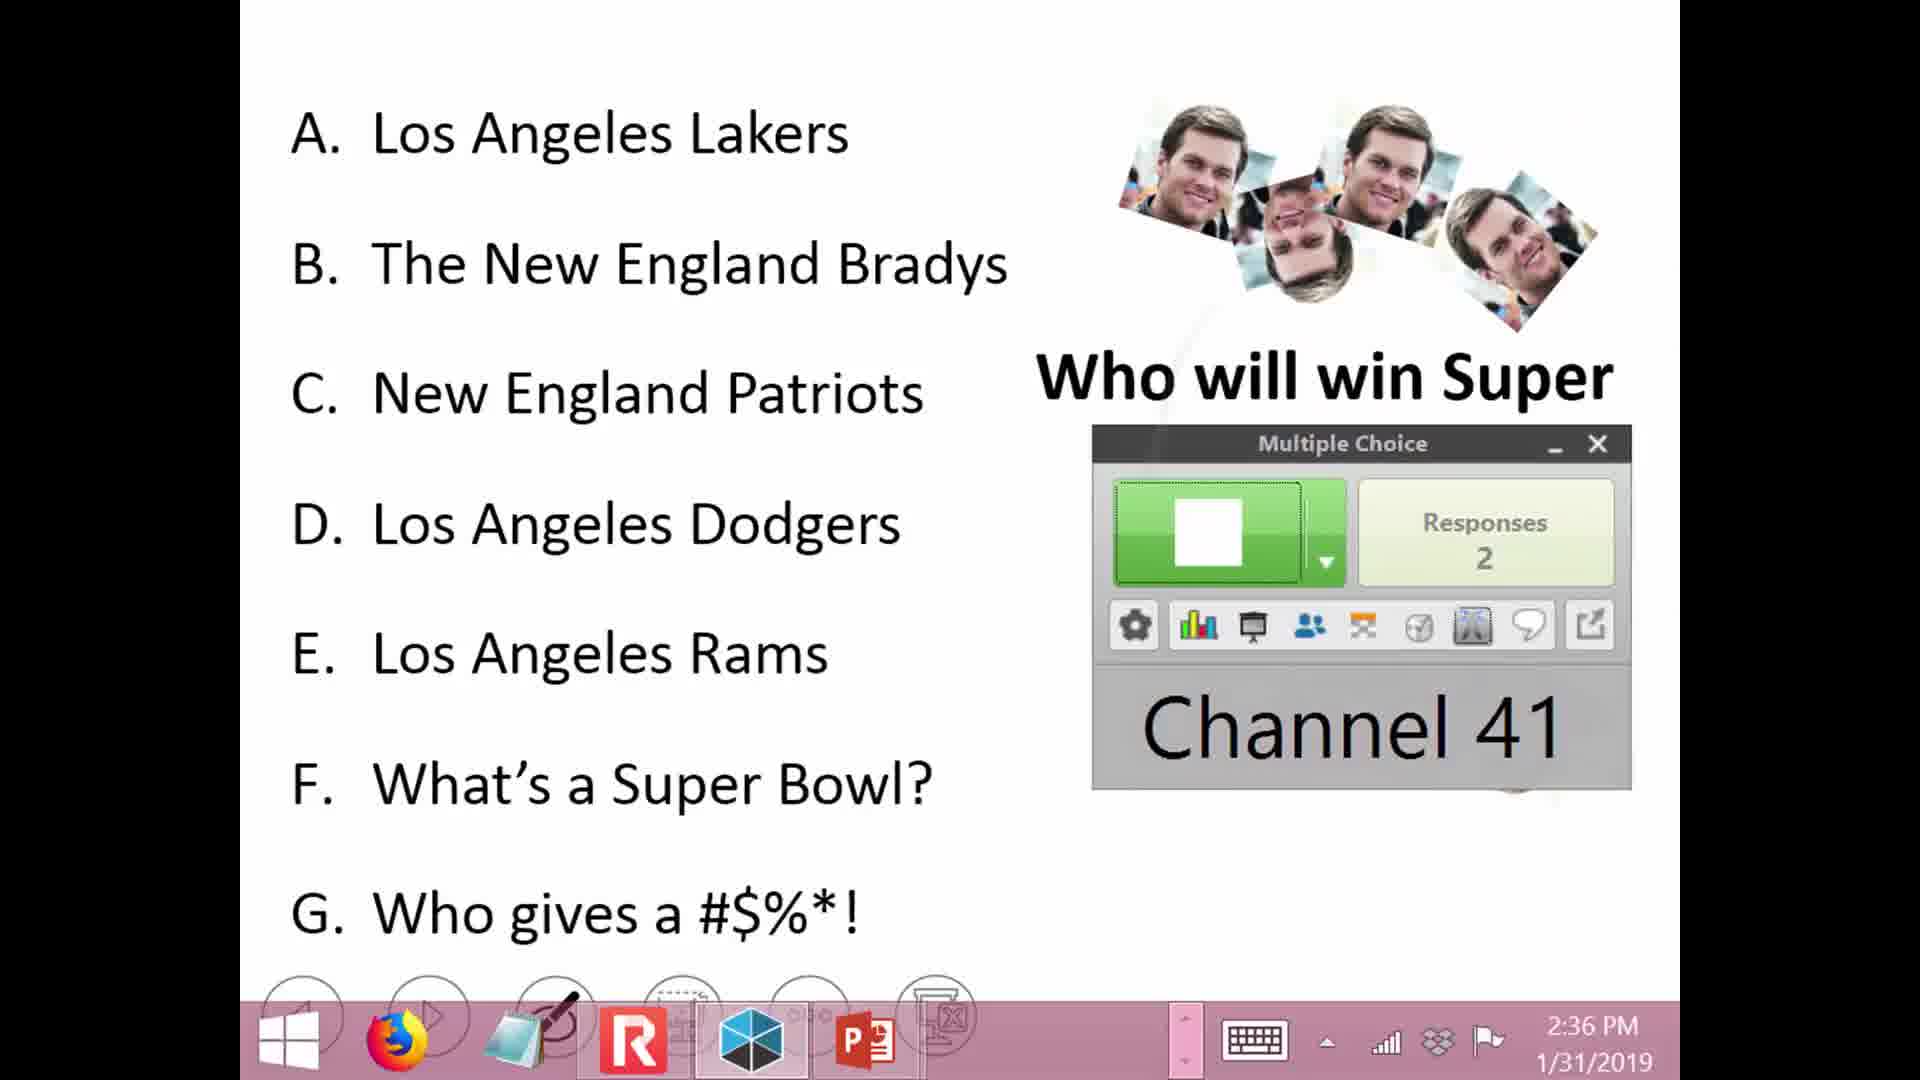 A. Los Angeles Lakers
B. The New England Bradys
C. New England Patriots
D. Los Angeles Dodgers
E. Los Angeles Rams
F. What's a Super Bowl?
G. Who gives a #$%*!
Who will win Super
Multiple Choice
Responses
2
Channel 41
2:36 PM
1/31/2019